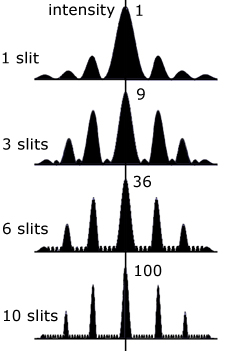 intensity 1
1 slit
9
3 slits
36
6 slits
100
10 slits